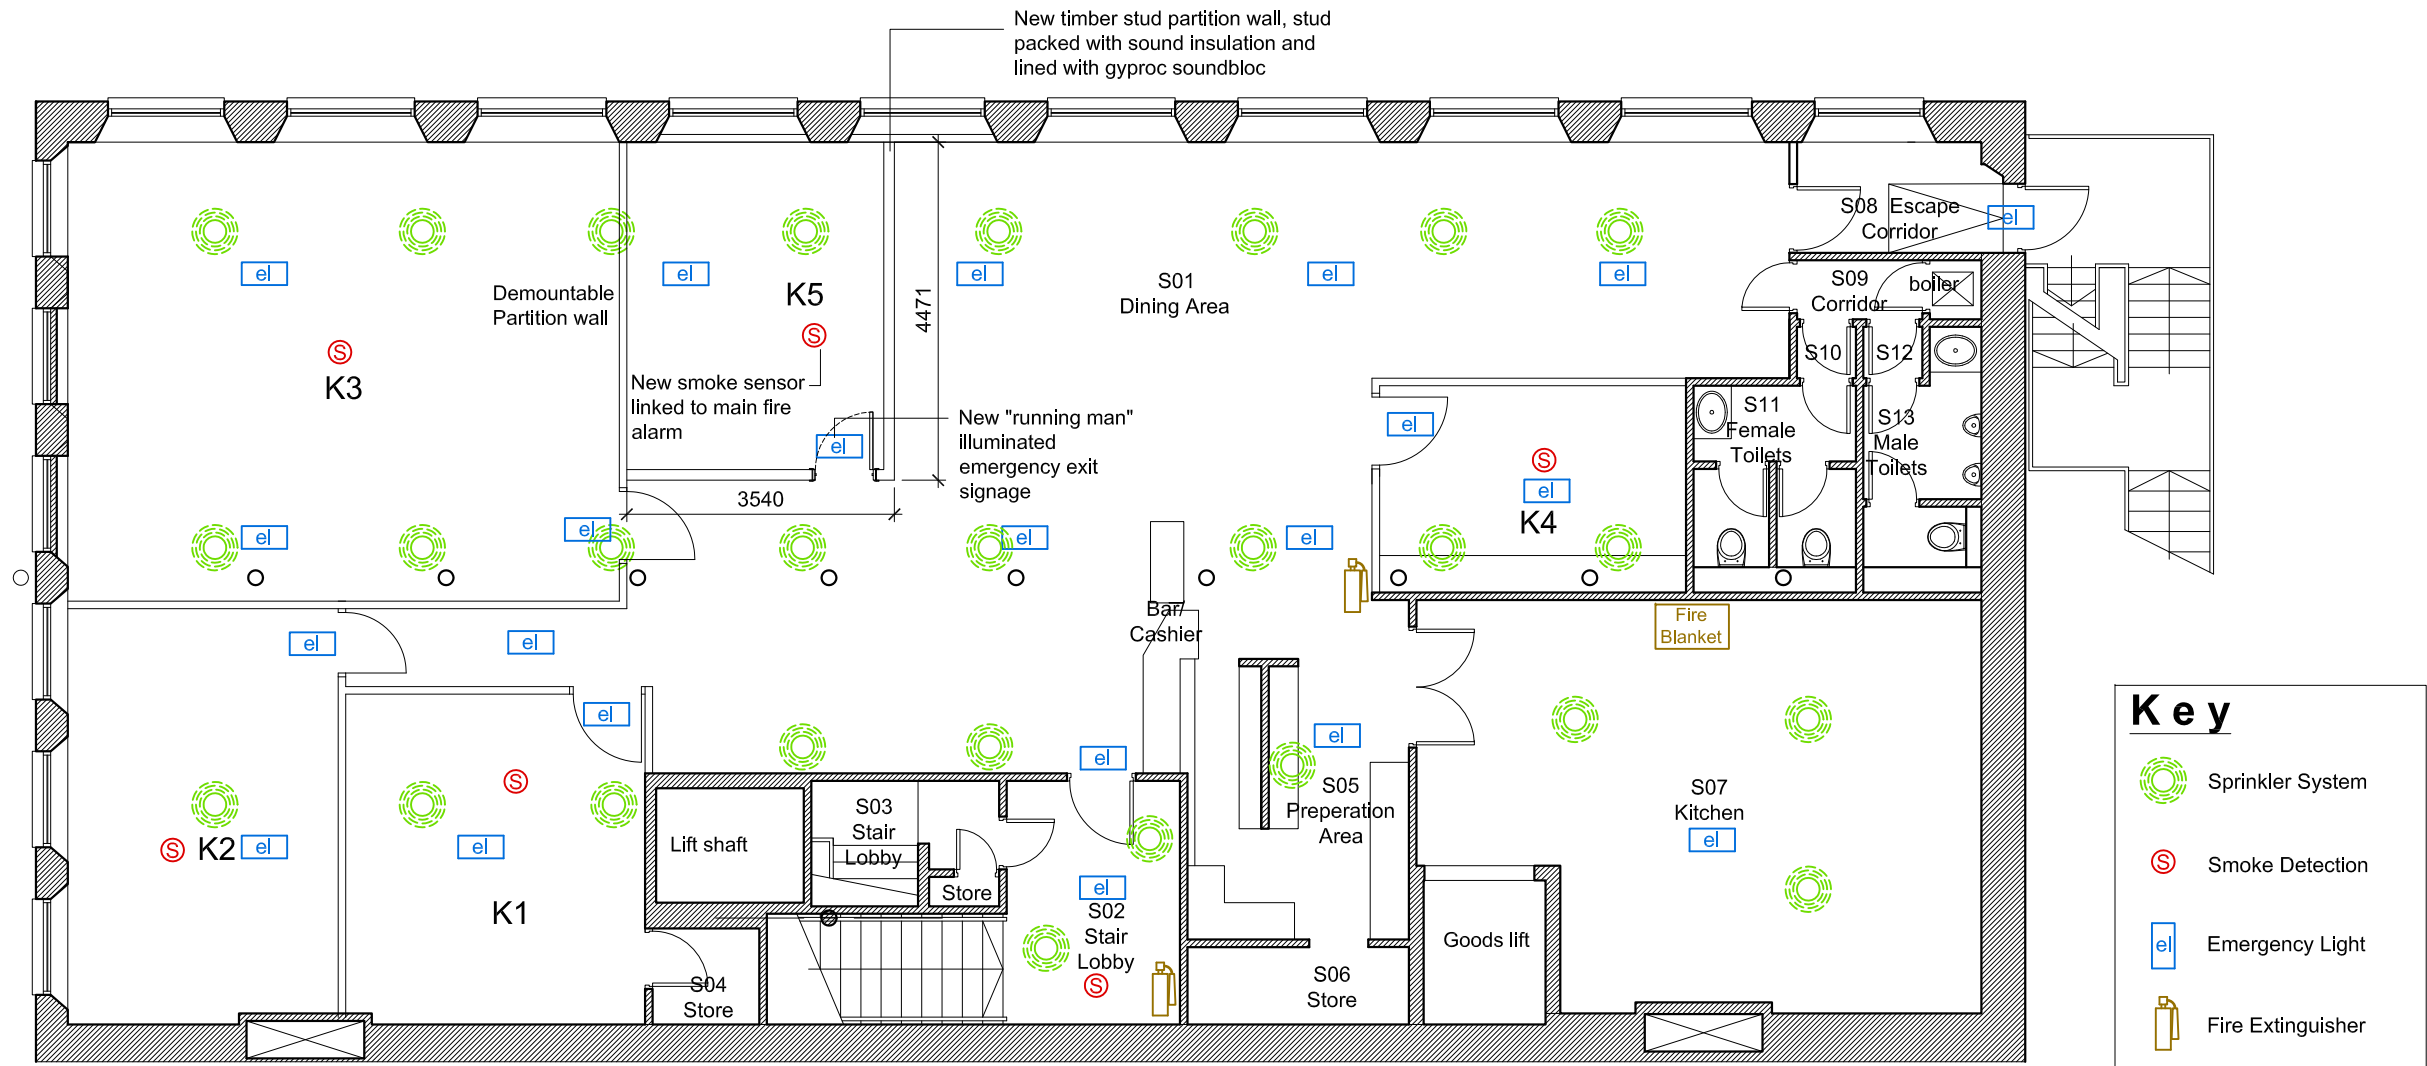 New timber stud partition wall, stud
packed with sound insulation and
lined with gyproc soundbloc
S08 Escape
Corridor
el
el
el
K5
el
S01
Dining Area
el
el
S09
Corridor
boiler
Demountable
Partition wall
4471
S
S
K3
New smoke sensor
linked to main fire
alarm
S10
S12
New "running man"
illuminated
emergency exit
signage
el
el
S11
Female
Toilets
S13
Male
Toilets
S
el
K4
3540
el
el
el
el
Bar/
Cashier
Fire
Blanket
el
el
el
el
el
S
K2
S
el
el
K1
Lift shaft
S03
Stair
Lobby
Store
el
S02
Stair
Lobby
S
S04
Store
S05
Preperation
Area
S06
Store
S07
Kitchen
el
Goods lift
Key
Sprinkler System
S
Smoke Detection
el
Emergency Light
Fire Extinguisher